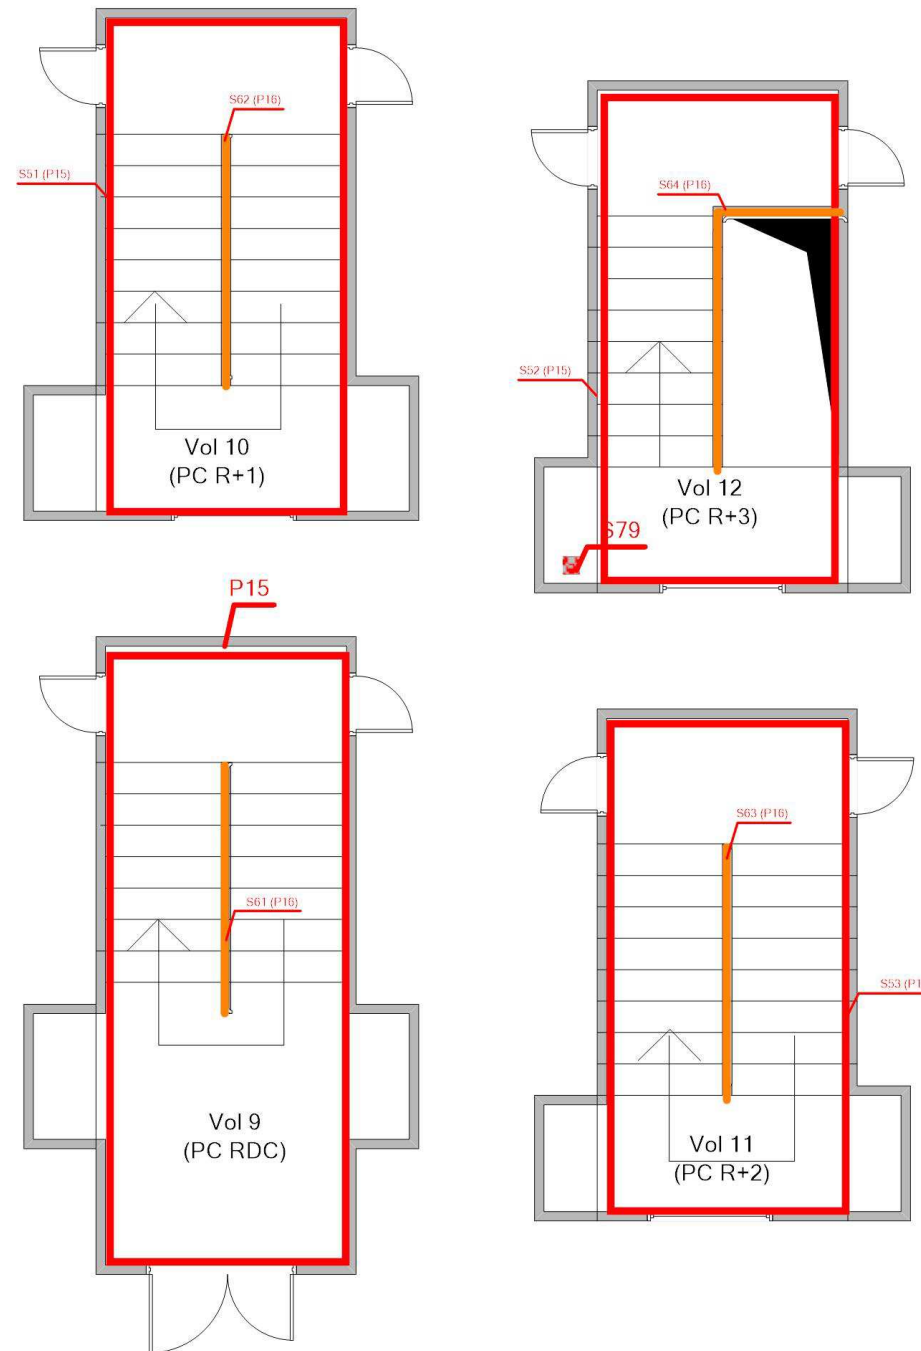 S62 (P16)
S51 (P15)
Vol 10
(PC R+1)
S64 (P16)
S52 (P15)
Vol 12
(PC R+3)
S79
P15
S61 (P16)
Vol 9
(PC RDC)
S63 (P16)
S53 (P1
Vol 11
(PC R+2)